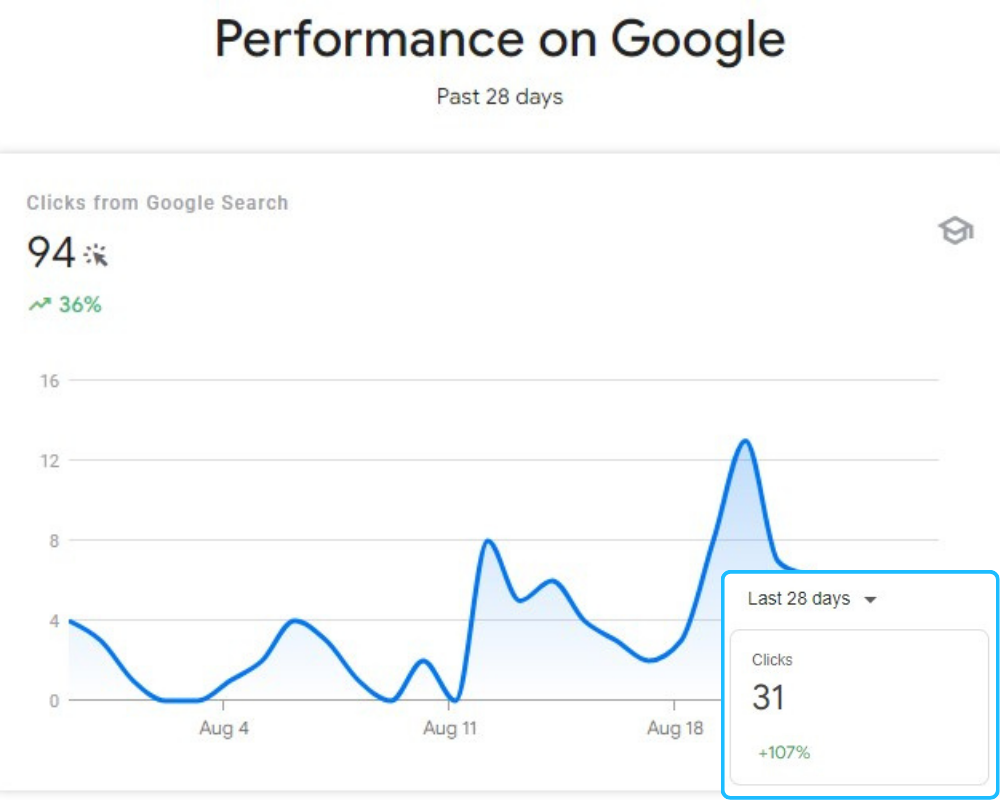 Performance on Google
Past 28 days
Clicks from Google Search
94
36%
16
12
8
4
0
Aug 4
Aug 11
Aug 18
Last 28 days
Clicks
31
+107%